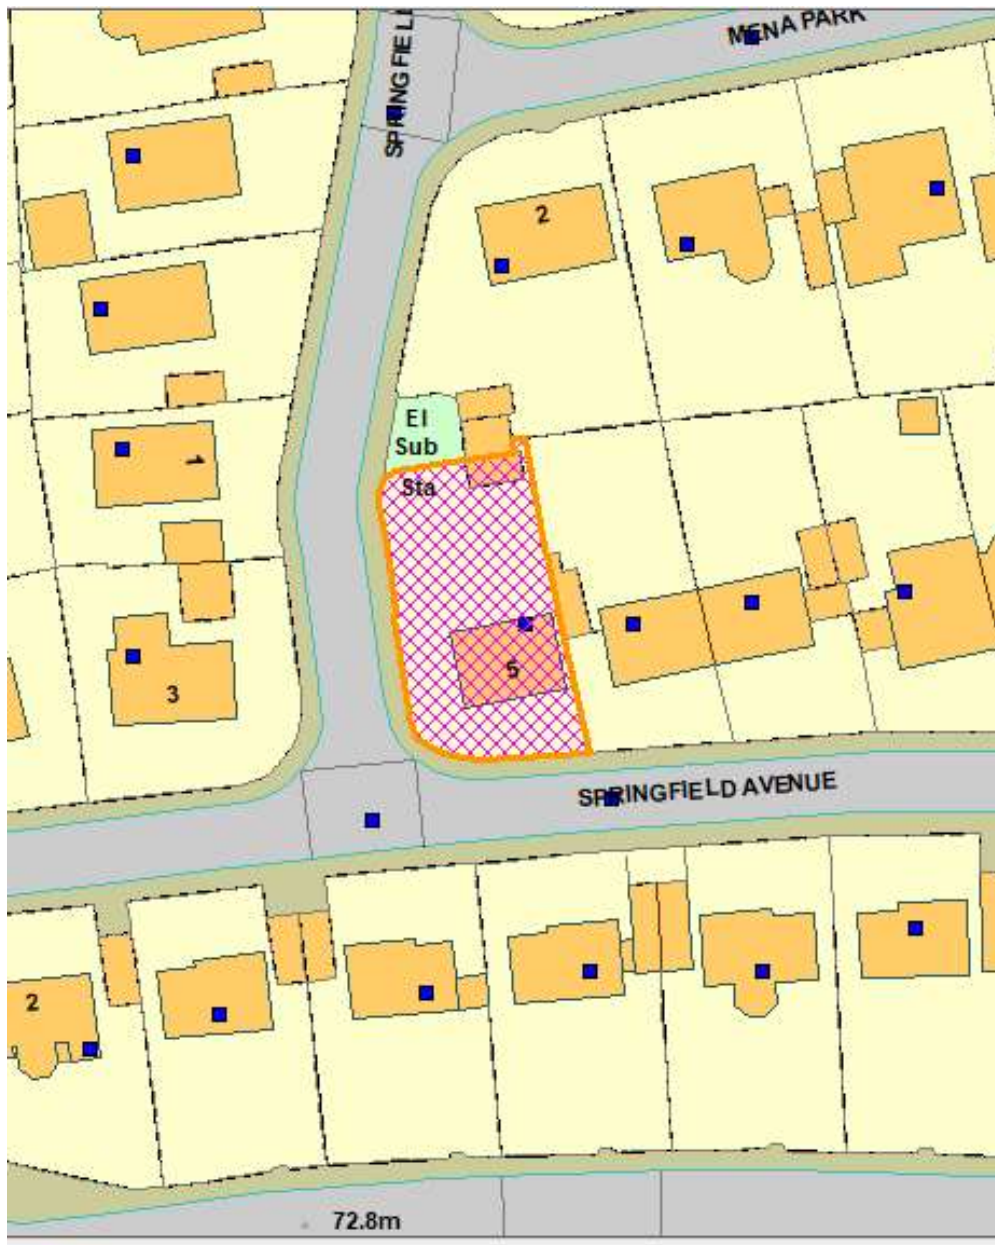 MENA PARK
SPRINGFIELD
2
El
Sub
Sta
1
5
3
SPRINGFIELD AVENUE
2
72.8m